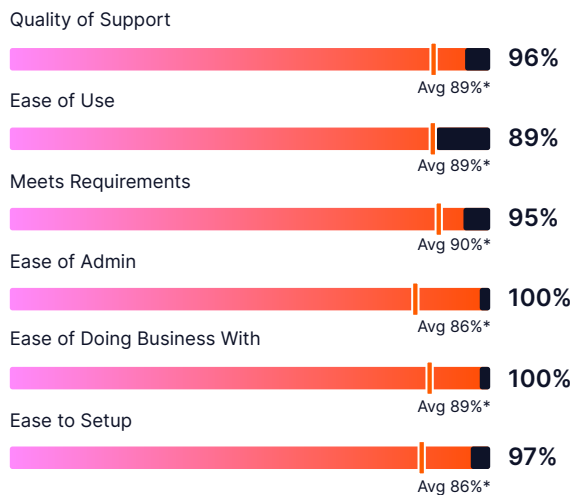 Quality of Support
96%
Avg 89%*
Ease of Use
89%
Avg 89%*
Meets Requirements
95%
Avg 90%*
Ease of Admin
100%
Avg 86%*
Ease of Doing Business With
100%
Avg 89%*
Ease to Setup
97%
Avg 86%*